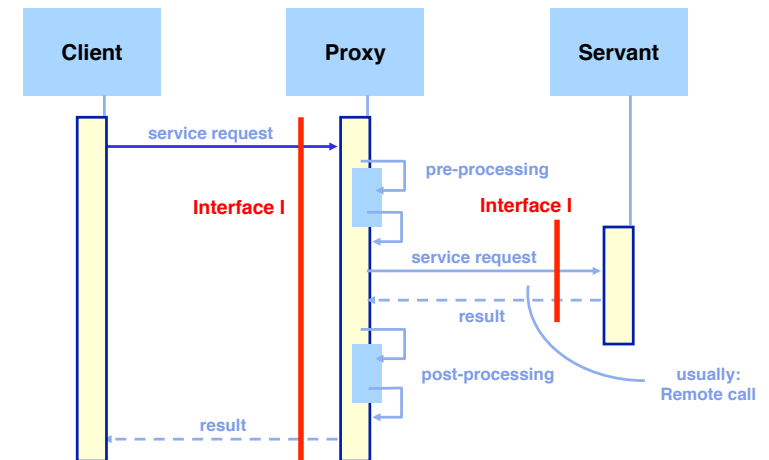 Client
Proxy
Servant
service request
pre-processing
Interface I
Interface I
service request
result
post-processing
usually:
Remote call
result